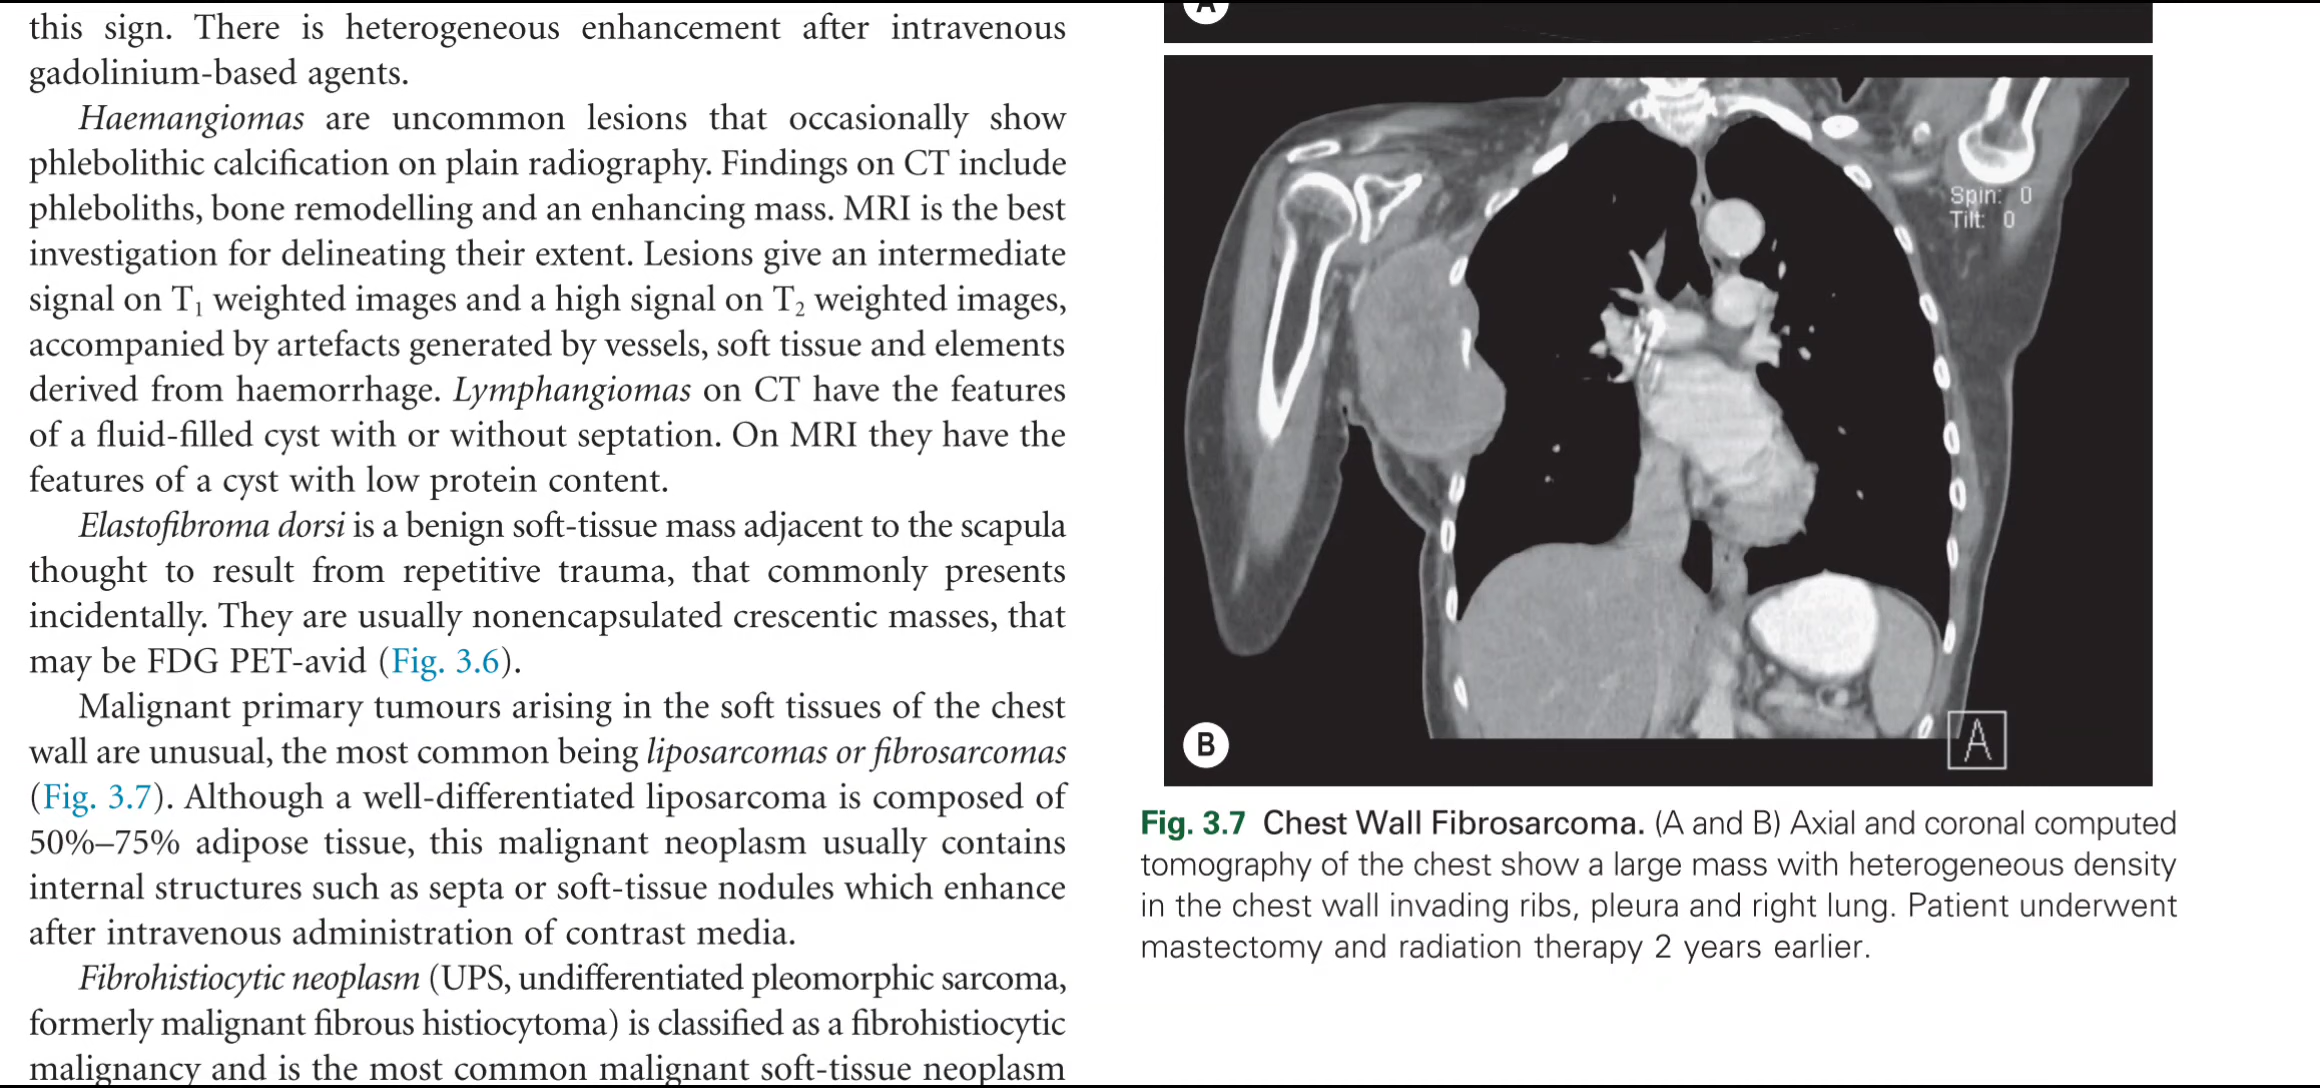 this sign. There is heterogeneous enhancement after intravenous
gadolinium-based agents.
Haemangiomas are uncommon lesions that occasionally show
phlebolithic calcification on plain radiography. Findings on CT include
phleboliths, bone remodelling and an enhancing mass. MRI is the best
investigation for delineating their extent. Lesions give an intermediate
signal on T₁ weighted images and a high signal on T₂ weighted images,
accompanied by artefacts generated by vessels, soft tissue and elements
derived from haemorrhage. Lymphangiomas on CT have the features
of a fluid-filled cyst with or without septation. On MRI they have the
features of a cyst with low protein content.
Elastofibroma dorsi is a benign soft-tissue mass adjacent to the scapula
thought to result from repetitive trauma, that commonly presents
incidentally. They are usually nonencapsulated crescentic masses, that
may be FDG PET-avid (Fig. 3.6).
Malignant primary tumours arising in the soft tissues of the chest
wall are unusual, the most common being liposarcomas or fibrosarcomas
(Fig. 3.7). Although a well-differentiated liposarcoma is composed of
50%–75% adipose tissue, this malignant neoplasm usually contains
internal structures such as septa or soft-tissue nodules which enhance
after intravenous administration of contrast media.
Fibrohistiocytic neoplasm (UPS, undifferentiated pleomorphic sarcoma,
formerly malignant fibrous histiocytoma) is classified as a fibrohistiocytic
malignancy and is the most common malignant soft-tissue neoplasm
A
Spin: 0
Tilt: 0
B
A
Fig. 3.7 Chest Wall Fibrosarcoma. (A and B) Axial and coronal computed
tomography of the chest show a large mass with heterogeneous density
in the chest wall invading ribs, pleura and right lung. Patient underwent
mastectomy and radiation therapy 2 years earlier.